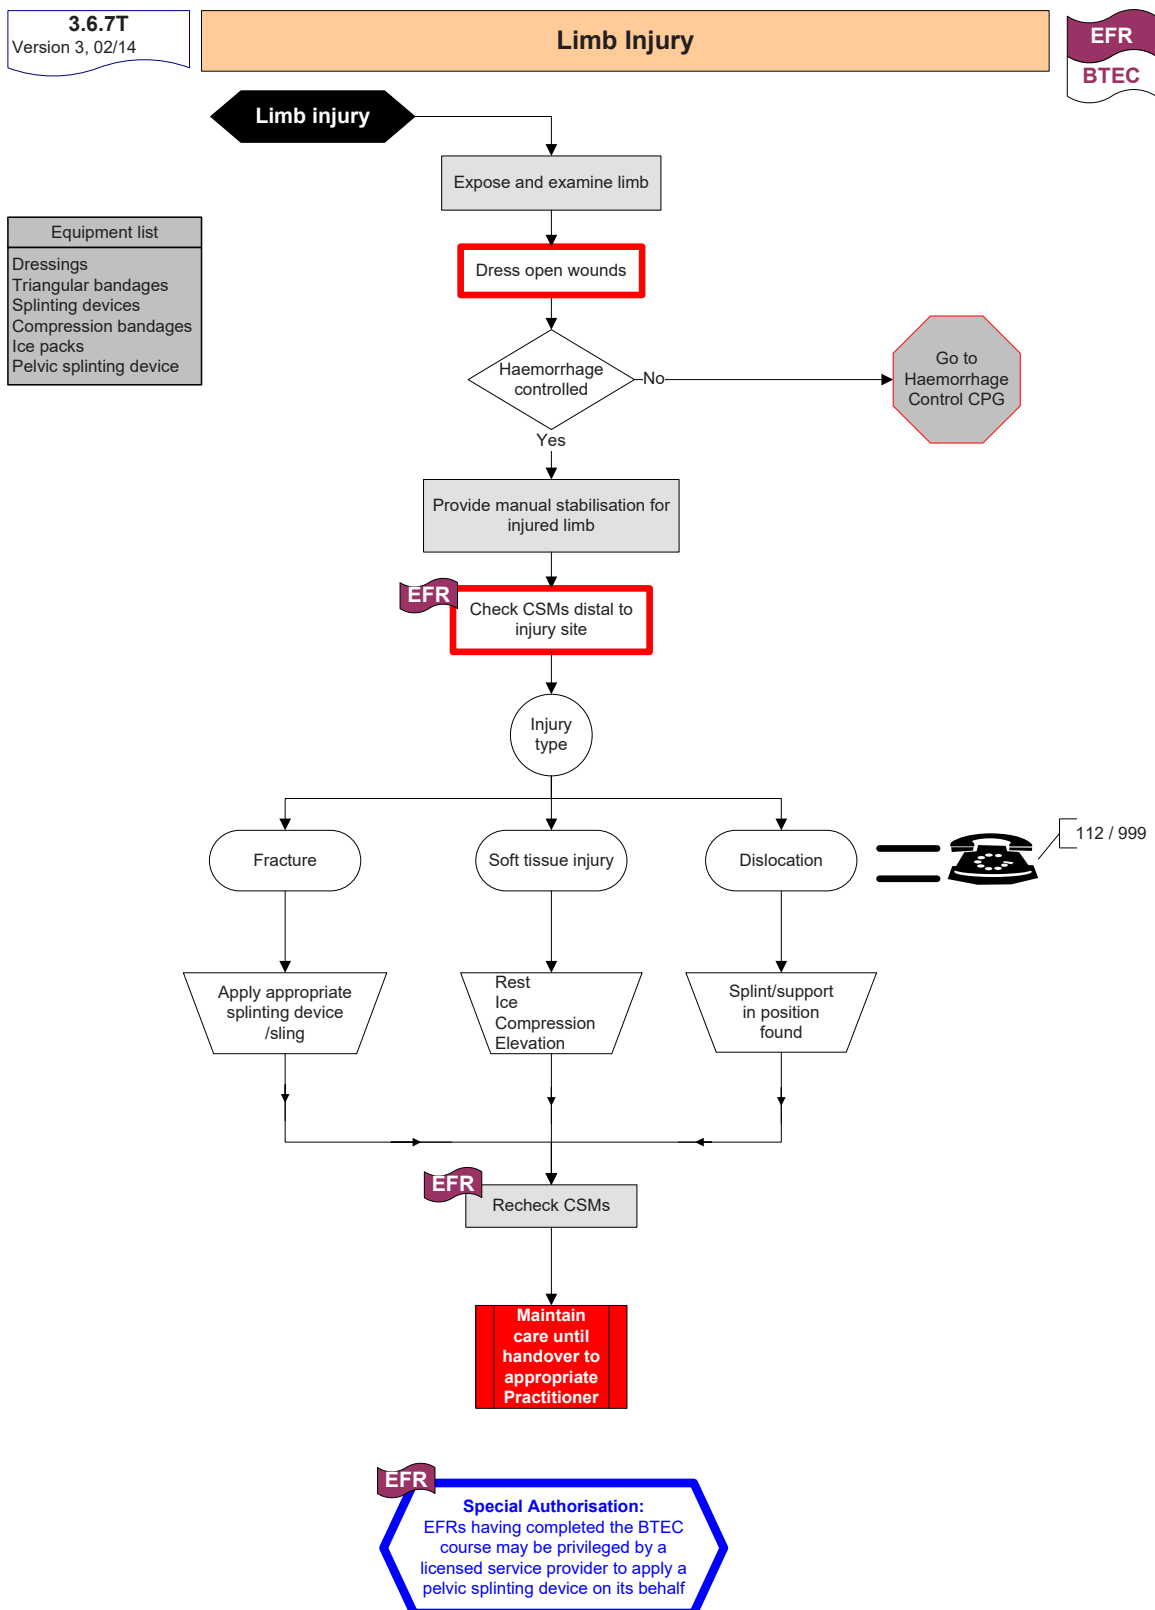 3.6.7T
Version 3, 02/14
Limb Injury
EFR
BTEC
Limb injury
Expose and examine limb
Equipment list
Dressings
Triangular bandages
Splinting devices
Compression bandages
Ice packs
Pelvic splinting device
Dress open wounds
Haemorrhage
controlled
No
Go to
Haemorrhage
Control CPG
Yes
Provide manual stabilisation for
injured limb
EFR
Check CSMs distal to
injury site
Injury
type
Fracture
Soft tissue injury
Dislocation
112 / 999
Apply appropriate
splinting device
/sling
Rest
Ice
Compression
Elevation
Splint/support
in position
found
EFR
Recheck CSMs
Maintain
care until
handover to
appropriate
Practitioner
EFR
Special Authorisation:
EFRs having completed the BTEC
course may be privileged by a
licensed service provider to apply a
pelvic splinting device on its behalf